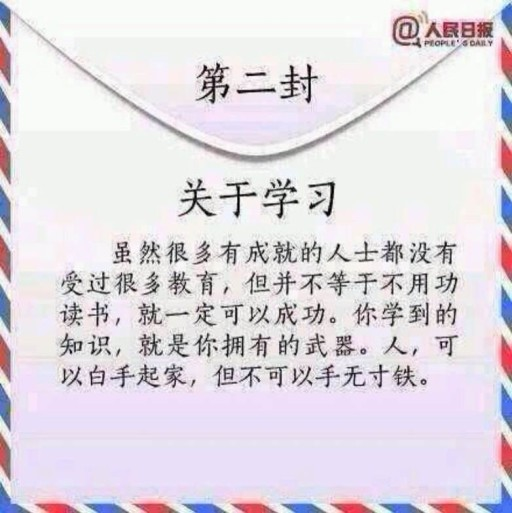 @人民日报
PEOPLE'S DAILY
第二封
关于学习
虽然很多有成就的人士都没有
受过很多教育，但并不等于不用功
读书，就一定可以成功。你学到的
知识，就是你拥有的武器。人，可
以白手起家，但不可以手无寸铁。